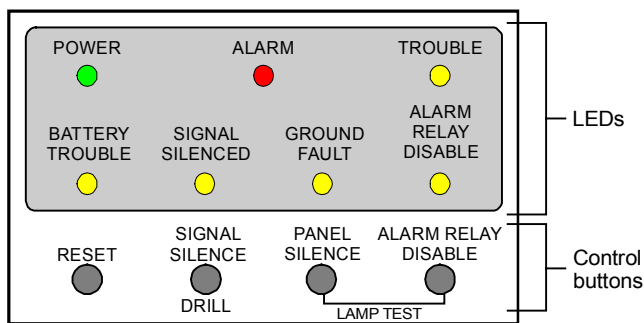 POWER
ALARM
TROUBLE
BATTERY
TROUBLE
SIGNAL
SILENCED
GROUND
FAULT
ALARM
RELAY
DISABLE
LEDs
RESET
SIGNAL
SILENCE
DRILL
PANEL
SILENCE
ALARM RELAY
DISABLE
LAMP TEST
Control
buttons